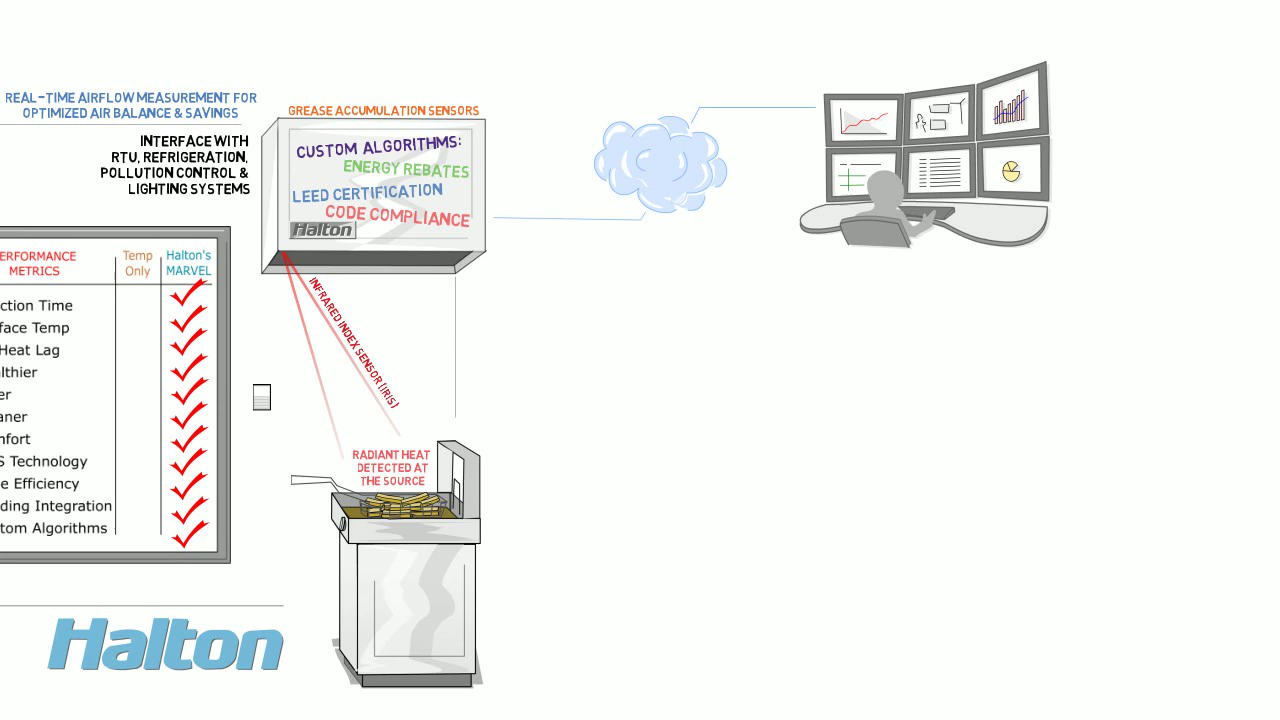 REAL-TIME AIRFLOW MEASUREMENT FOR
OPTIMIZED AIR BALANCE & SAVINGS
INTERFACE WITH
RTU, REFRIGERATION,
POLLUTION CONTROL &
LIGHTING SYSTEMS
GREASE ACCUMULATION SENSORS
CUSTOM ALGORITHMS:
ENERGY REBATES
LEED CERTIFICATION
CODE COMPLIANCE
Halton
ERFORMANCE
METRICS
Temp
Only
Halton's
MARVEL
ction Time
face Temp
Heat Lag
lthier
er
aner
nfort
S Technology
e Efficiency
ding Integration
tom Algorithms
INFRARED INDEX SENSOR (IRIS)
RADIANT HEAT
DETECTED AT
THE SOURCE
Halton